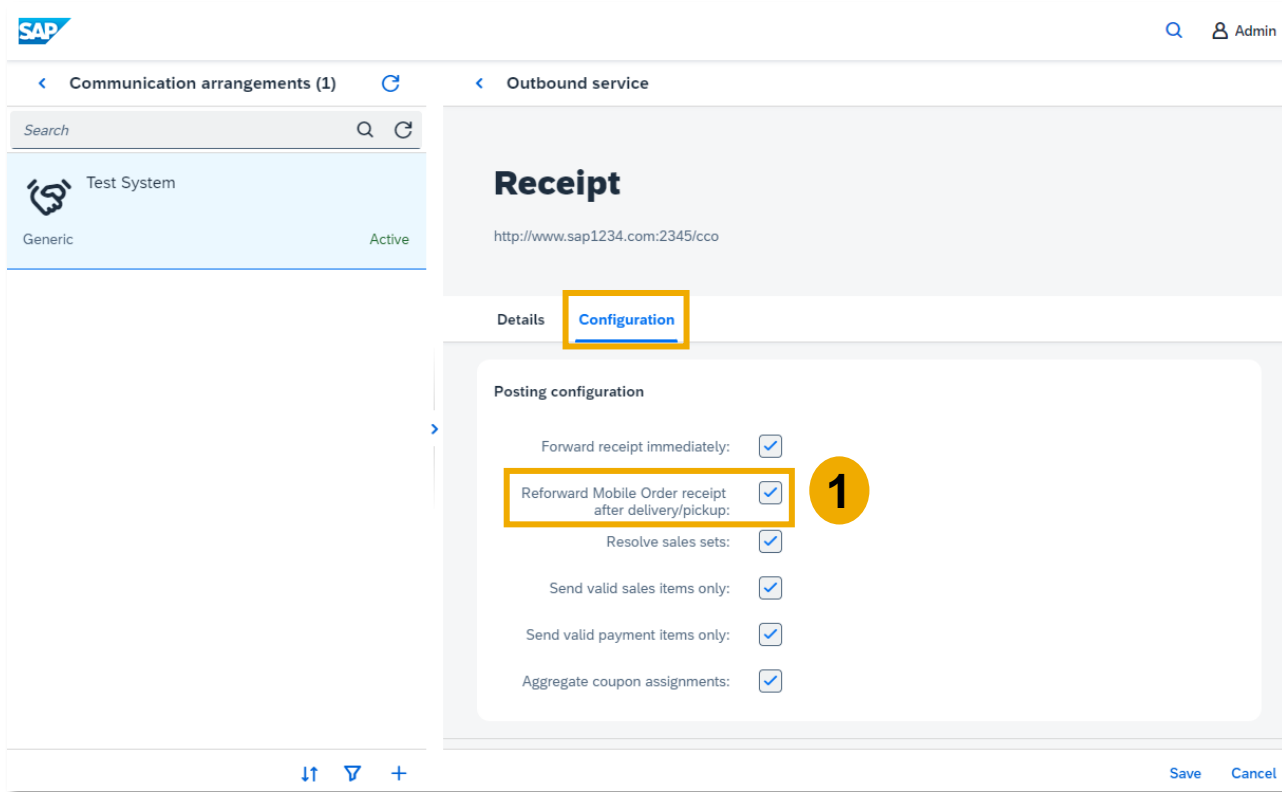 SAP
Admin
Communication arrangements (1)
Outbound service
Search
Test System
Generic
Active
Receipt
http://www.sap1234.com:2345/cco
Details
Configuration
Posting configuration
Forward receipt immediately:
Reforward Mobile Order receipt
after delivery/pickup:
1
Resolve sales sets:
Send valid sales items only:
Send valid payment items only:
Aggregate coupon assignments:
Save
Cancel